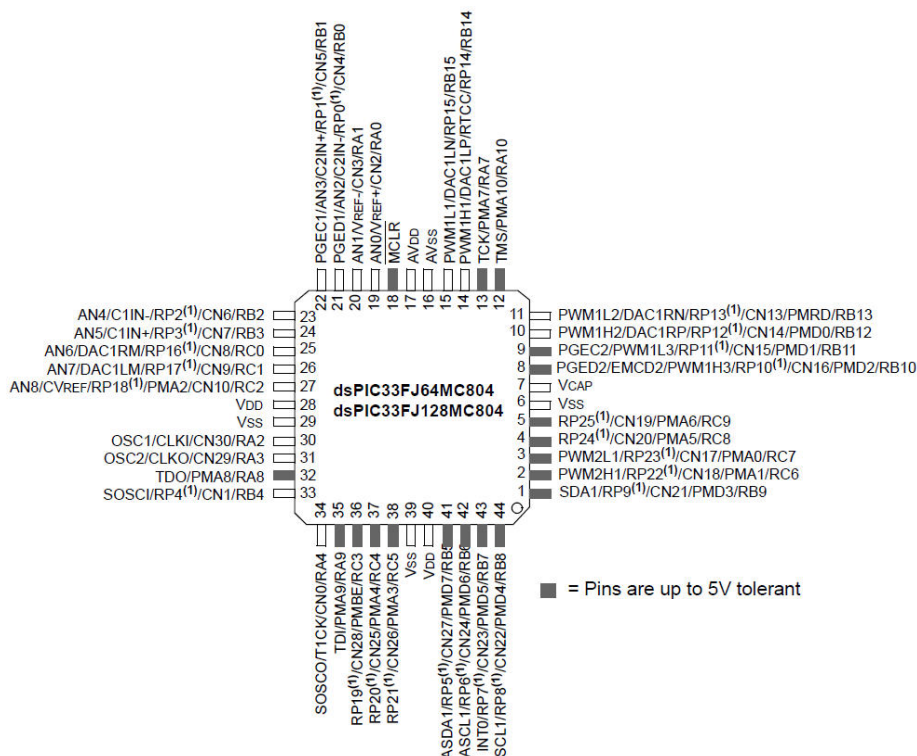 PGEC1/AN3/C2IN+/RP1(1)/CN5/RB1
PGED1/AN2/C2IN-/RP0(1)/CN4/RB0
AN1/VREF-/CN3/RA1
AN0/VREF+/CN2/RA0
MCLR
AVDD
AVSS
PWM1L1/DAC1LN/RP15/RB15
PWM1H1/DAC1LP/RTCC/RP14/RB14
TCK/PMA7/RA7
TMS/PMA10/RA10
22
21
20
19
18
17
16
15
14
13
12
AN4/C1IN-/RP2(1)/CN6/RB2 23
AN5/C1IN+/RP3(1)/CN7/RB3 24
AN6/DAC1RM/RP16(1)/CN8/RC0 25
AN7/DAC1LM/RP17(1)/CN9/RC1 26
AN8/CVREF/RP18(1)/PMA2/CN10/RC2 27
VDD 28
VSS 29
OSC1/CLKI/CN30/RA2 30
OSC2/CLKO/CN29/RA3 31
TDO/PMA8/RA8 32
SOSCI/RP4(1)/CN1/RB4 33
dsPIC33FJ64MC804
dsPIC33FJ128MC804
11 PWM1L2/DAC1RN/RP13(1)/CN13/PMRD/RB13
10 PWM1H2/DAC1RP/RP12(1)/CN14/PMD0/RB12
9 PGEC2/PWM1L3/RP11(1)/CN15/PMD1/RB11
8 PGED2/EMCD2/PWM1H3/RP10(1)/CN16/PMD2/RB10
7 VCAP
6 VSS
5 RP25(1)/CN19/PMA6/RC9
4 RP24(1)/CN20/PMA5/RC8
3 PWM2L1/RP23(1)/CN17/PMA0/RC7
2 PWM2H1/RP22(1)/CN18/PMA1/RC6
1 SDA1/RP9(1)/CN21/PMD3/RB9
34
35
36
37
38
39
40
41
42
43
44
SOSCO/T1CK/CN0/RA4
TDI/PMA9/RA9
RP19(1)/CN28/PMBE/RC3
RP20(1)/CN25/PMA4/RC4
RP21(1)/CN26/PMA3/RC5
VSS
VDD
ASDA1/RP5(1)/CN27/PMD7/RB5
ASCL1/RP6(1)/CN24/PMD6/RB6
INT0/RP7(1)/CN23/PMD5/RB7
SCL1/RP8(1)/CN22/PMD4/RB8
= Pins are up to 5V tolerant